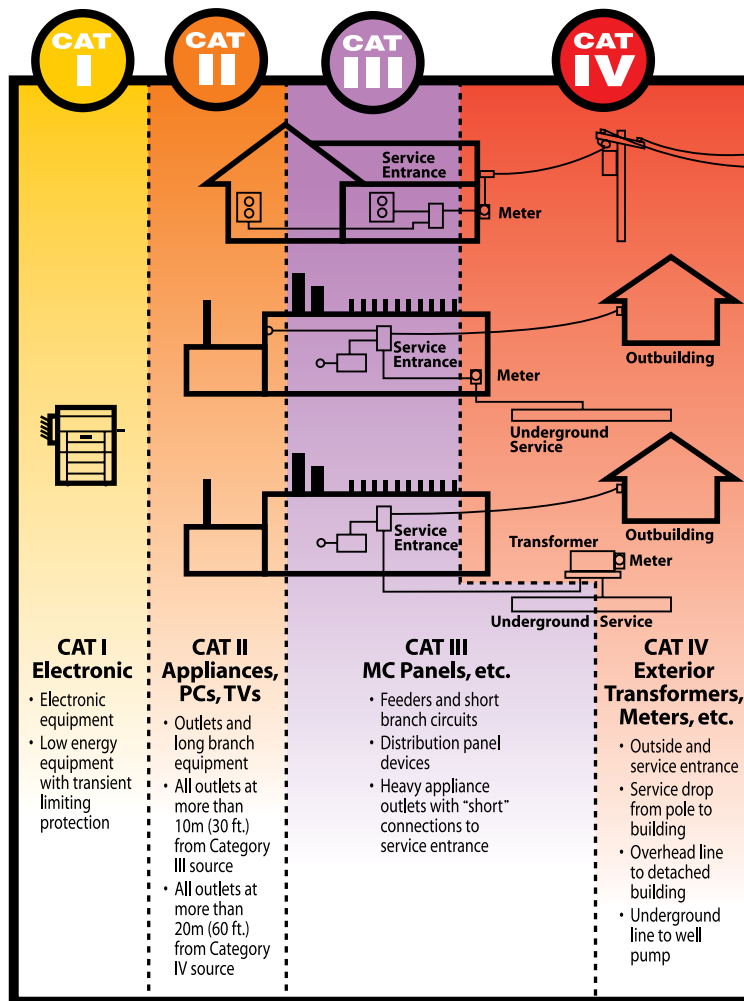 CAT
I
CAT
II
CAT
III
CAT
IV
Service
Entrance
Meter
Service
Entrance
Meter
Outbuilding
Underground
Service
Service
Entrance
Outbuilding
Transformer
Meter
Underground Service
CAT I
Electronic
• Electronic
equipment
• Low energy
equipment
with transient
limiting
protection
CAT II
Appliances,
PCs, TVs
• Outlets and
long branch
equipment
• All outlets at
more than
10m (30 ft.)
from Category
III source
• All outlets at
more than
20m (60 ft.)
from Category
IV source
CAT III
MC Panels, etc.
• Feeders and short
branch circuits
• Distribution panel
devices
• Heavy appliance
outlets with “short”
connections to
service entrance
CAT IV
Exterior
Transformers,
Meters, etc.
• Outside and
service entrance
• Service drop
from pole to
building
• Overhead line
to detached
building
• Underground
line to well
pump